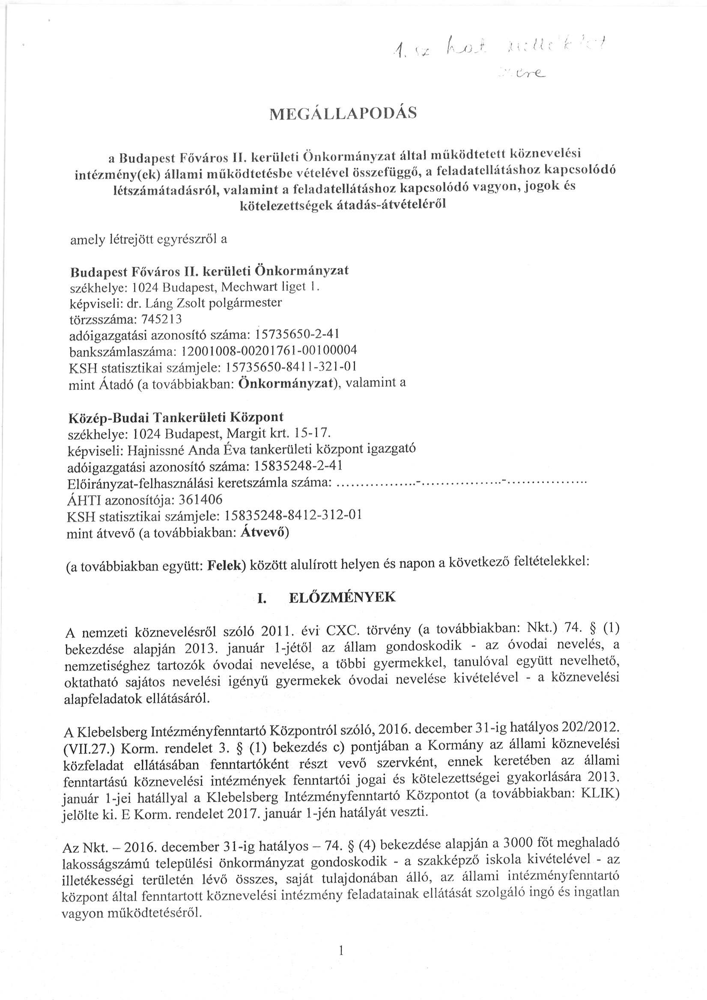 1. sz hat melléklet
MEGÁLLAPODÁS
a Budapest Főváros II. kerületi Önkormányzat által működtetett köznevelési
intézmény(ek) állami működtetésbe vételével összefüggő, a feladatellátáshoz kapcsolódó
létszámátadásról, valamint a feladatellátáshoz kapcsolódó vagyon, jogok és
kötelezettségek átadás-átvételéről
amely létrejött egyrészről a
Budapest Főváros II. kerületi Önkormányzat
székhelye: 1024 Budapest, Mechwart liget 1.
képviseli: dr. Láng Zsolt polgármester
törzsszáma: 745213
adóigazgatási azonosító száma: 15735650-2-41
bankszámlaszáma: 12001008-00201761-00100004
KSH statisztikai számjele: 15735650-8411-321-01
mint Átadó (a továbbiakban: Önkormányzat), valamint a
Közép-Budai Tankerületi Központ
székhelye: 1024 Budapest, Margit krt. 15-17.
képviseli: Hajnissné Anda Éva tankerületi központ igazgató
adóigazgatási azonosító száma: 15835248-2-41
Előirányzat-felhasználási keretszámla száma: ..................-..................-..................
ÁHTI azonosítója: 361406
KSH statisztikai számjele: 15835248-8412-312-01
mint átvevő (a továbbiakban: Átvevő)
(a továbbiakban együtt: Felek) között alulírott helyen és napon a következő feltételekkel:
I. ELŐZMÉNYEK
A nemzeti köznevelésről szóló 2011. évi CXC. törvény (a továbbiakban: Nkt.) 74. § (1)
bekezdése alapján 2013. január 1-jétől az állam gondoskodik - az óvodai nevelés, a
nemzetiséghez tartozók óvodai nevelése, a többi gyermekkel, tanulóval együtt nevelhető,
oktatható sajátos nevelési igényű gyermekek óvodai nevelése kivételével - a köznevelési
alapfeladatok ellátásáról.
A Klebelsberg Intézményfenntartó Központról szóló, 2016. december 31-ig hatályos 202/2012.
(VII.27.) Korm. rendelet 3. § (1) bekezdés c) pontjában a Kormány az állami köznevelési
közfeladat ellátásában fenntartóként részt vevő szervként, ennek keretében az állami
fenntartású köznevelési intézmények fenntartói jogai és kötelezettségei gyakorlására 2013.
január 1-jei hatállyal a Klebelsberg Intézményfenntartó Központot (a továbbiakban: KLIK)
jelölte ki. E Korm. rendelet 2017. január 1-jén hatályát veszti.
Az Nkt. – 2016. december 31-ig hatályos – 74. § (4) bekezdése alapján a 3000 főt meghaladó
lakosságszámú települési önkormányzat gondoskodik - a szakképző iskola kivételével - az
illetékességi területén lévő összes, saját tulajdonában álló, az állami intézményfenntartó
központ által fenntartott köznevelési intézmény feladatainak ellátását szolgáló ingó és ingatlan
vagyon működtetéséről.
1